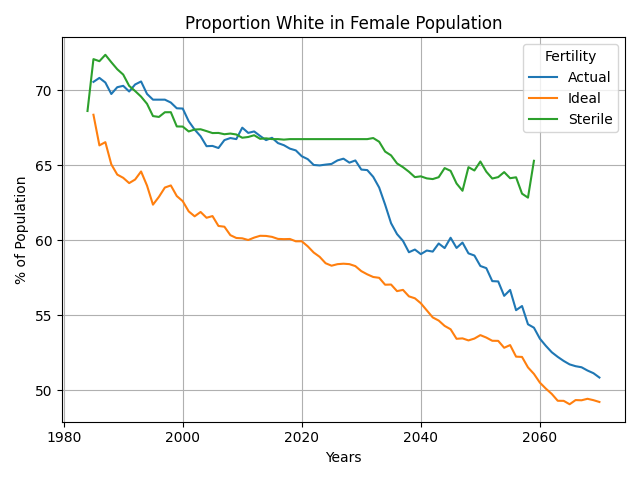 Proportion White in Female Population
Fertility
Actual
Ideal
Sterile
% of Population
70
65
60
55
50
1980
2000
2020
2040
2060
Years